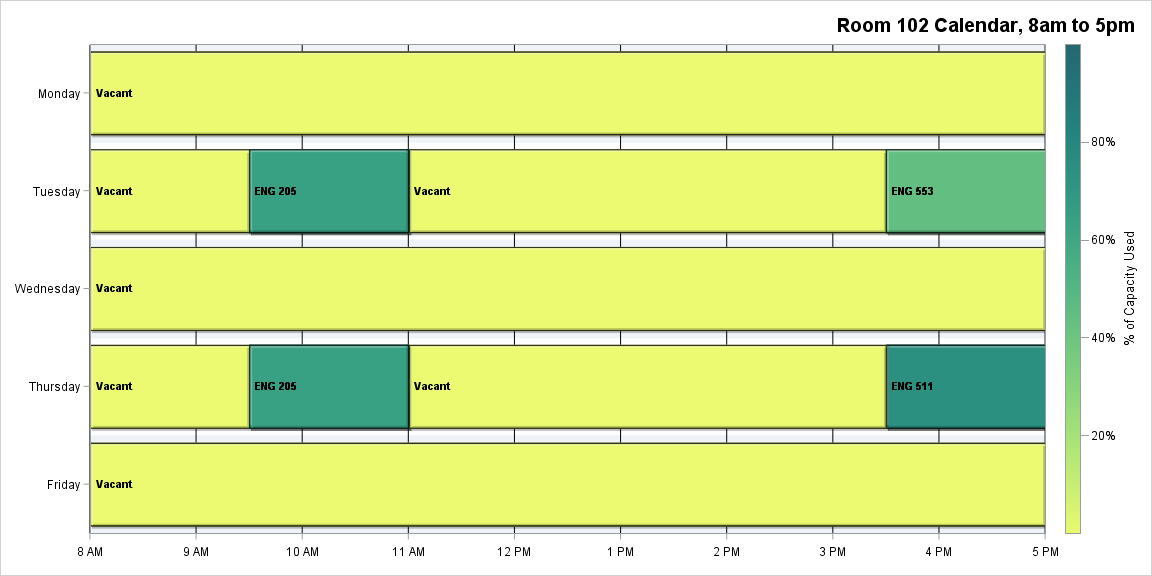 Room 102 Calendar, 8am to 5pm
Monday
Vacant
Tuesday
Vacant
ENG 205
Vacant
ENG 553
Wednesday
Vacant
Thursday
Vacant
ENG 205
Vacant
ENG 511
Friday
Vacant
8 AM
9 AM
10 AM
11 AM
12 PM
1 PM
2 PM
3 PM
4 PM
5 PM
80%
60%
40%
20%
% of Capacity Used